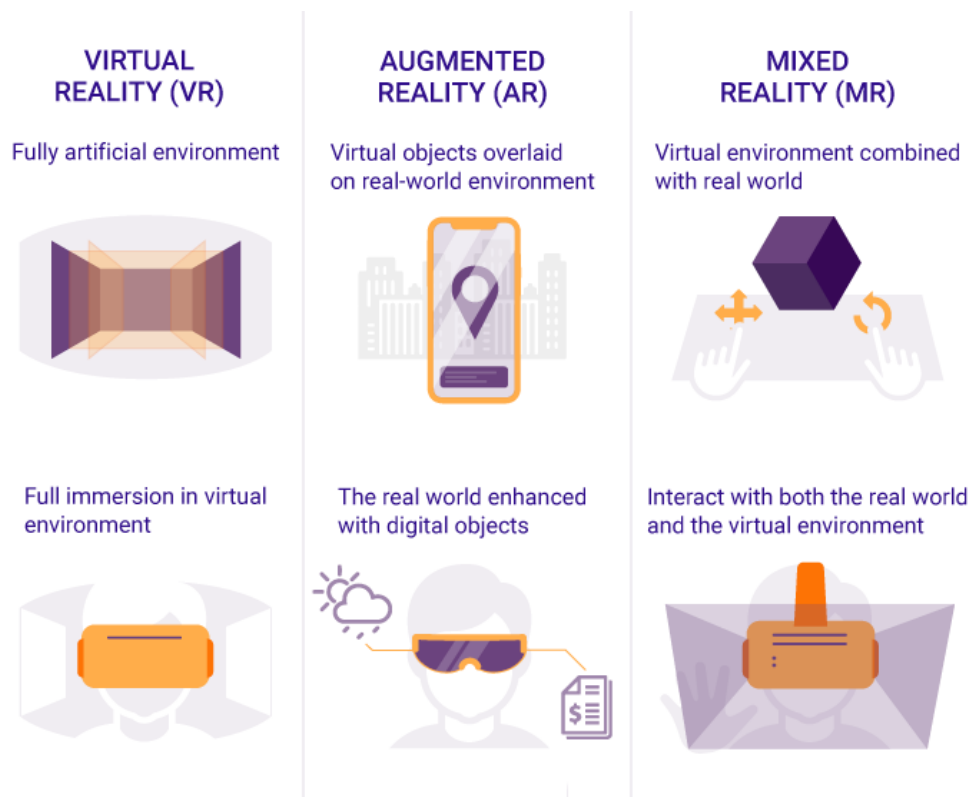 VIRTUAL
REALITY (VR)
Fully artificial environment
Full immersion in virtual
environment
AUGMENTED
REALITY (AR)
Virtual objects overlaid
on real-world environment
$
The real world enhanced
with digital objects
MIXED
REALITY (MR)
Virtual environment combined
with real world
Interact with both the real world
and the virtual environment